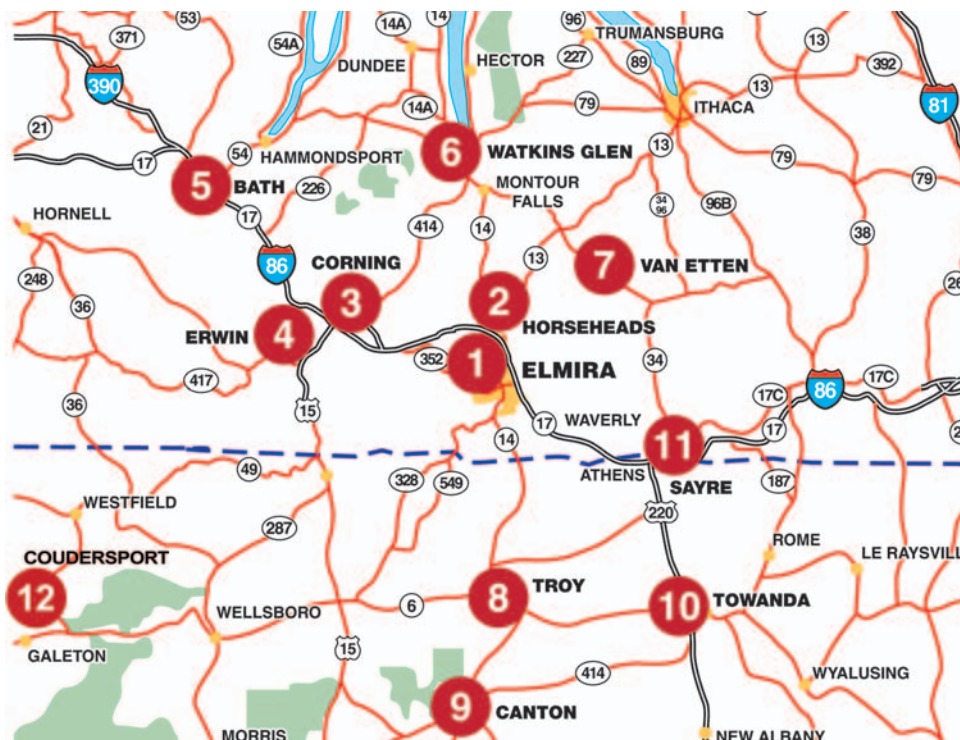 53
14A
14
96
TRUMANSBURG
371
54A
DUNDEE
HECTOR
227
89
13
392
390
14A
79
ITHACA
13
81
21
17
54
HAMMONDSPORT
6
WATKINS GLEN
13
79
79
5
BATH
226
MONTOUR
FALLS
34
96
96B
HORNELL
17
414
14
38
86
CORNING
13
7
VAN ETTEN
248
36
3
2
HORSEHEADS
26
ERWIN
4
352
1
ELMIRA
34
417
15
17C
86
17C
36
WAVERLY
17
17
14
11
2
49
328
549
ATHENS
SAYRE
187
WESTFIELD
287
220
ROME
LE RAYSVILL
COUDERSPORT
12
WELLSBORO
6
8
TROY
10
TOWANDA
GALETON
15
414
WYALUSING
9
CANTON
MORRIS
NEW ALBANY